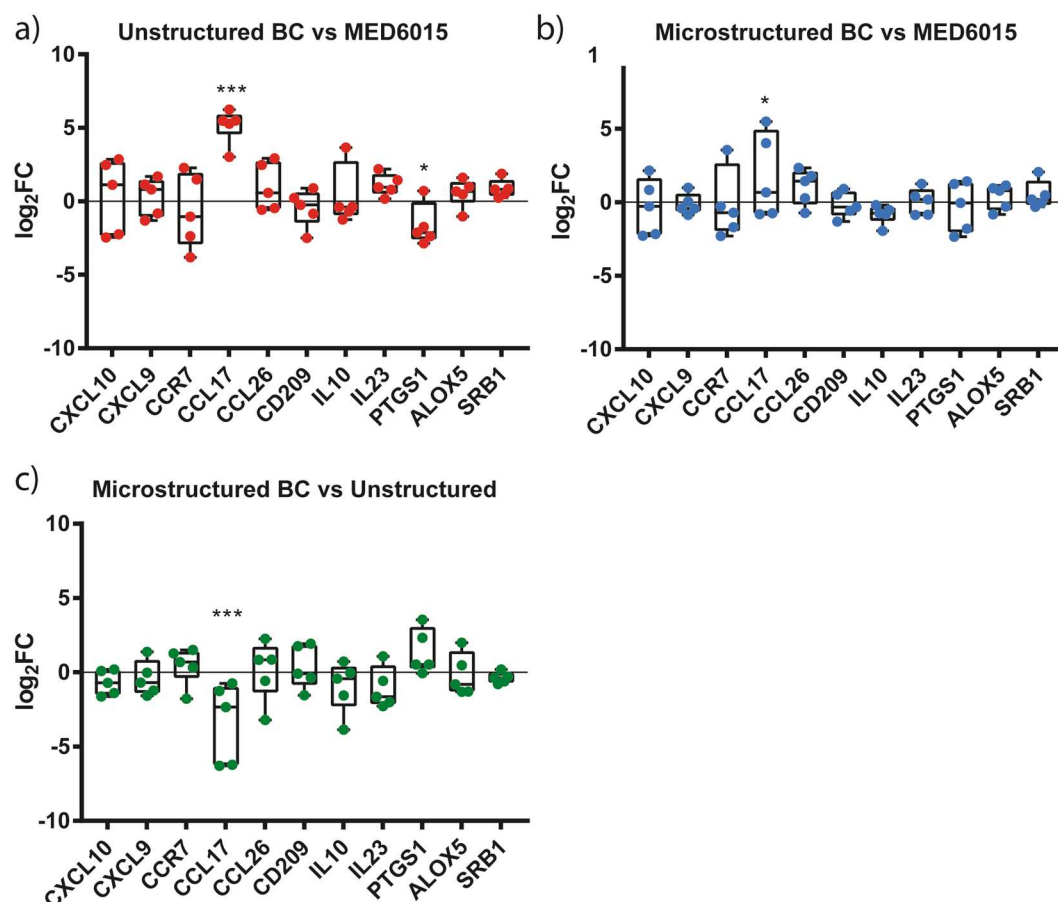 a)
Unstructured BC vs MED6015
10
5
0
-5
-10
log2FC
***
*
CXCL10
CXCL9
CCR7
CCL17
CCL26
CD209
IL10
IL23
PTGS1
ALOX5
SRB1
b)
Microstructured BC vs MED6015
1
5
0
-5
-10
log2FC
*
CXCL10
CXCL9
CCR7
CCL17
CCL26
CD209
IL10
IL23
PTGS1
ALOX5
SRB1
c)
Microstructured BC vs Unstructured
10
5
0
-5
-10
log2FC
***
CXCL10
CXCL9
CCR7
CCL17
CCL26
CD209
IL10
IL23
PTGS1
ALOX5
SRB1